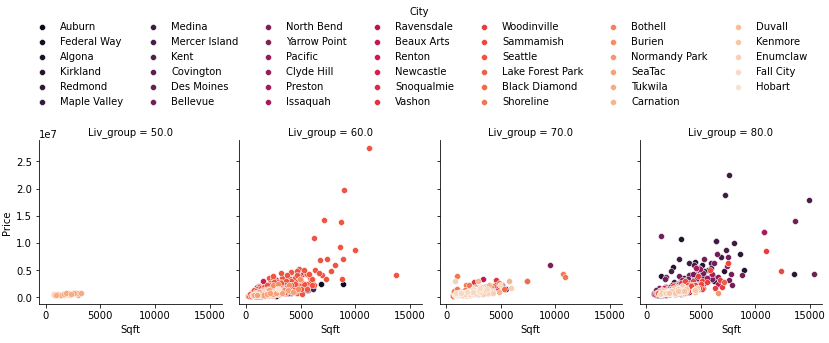 City
Auburn Medina North Bend Ravensdale Woodinville Bothell Duvall
Federal Way Mercer Island Yarrow Point Beaux Arts Sammamish Burien Kenmore
Algona Kent Pacific Renton Seattle Normandy Park Enumclaw
Kirkland Covington Clyde Hill Newcastle Lake Forest Park SeaTac Fall City
Redmond Des Moines Preston Snoqualmie Black Diamond Tukwila Hobart
Maple Valley Bellevue Issaquah Vashon Shoreline Carnation
1e7 Liv_group = 50.0 Liv_group = 60.0 Liv_group = 70.0 Liv_group = 80.0
2.5
2.0
1.5
Price
1.0
0.5
0.0
0 5000 10000 15000 0 5000 10000 15000 0 5000 10000 15000 0 5000 10000 15000
Sqft Sqft Sqft Sqft